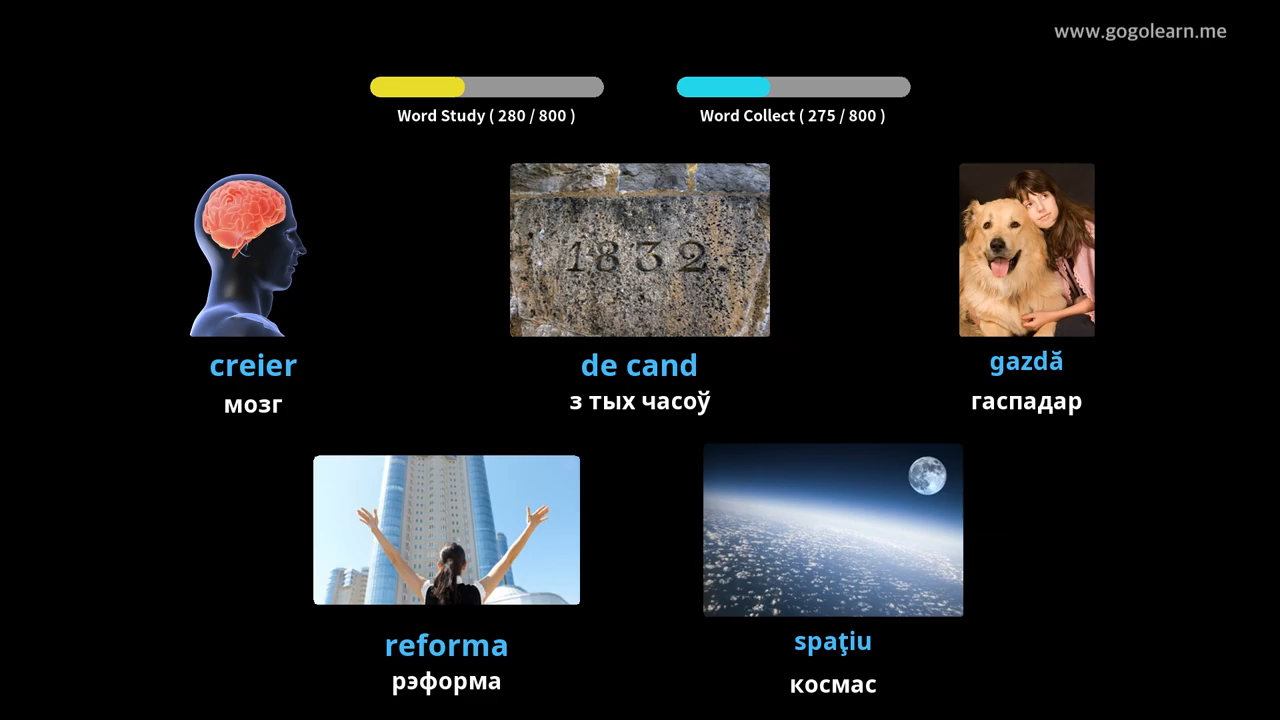 www.gogolearn.me
Word Study ( 280 / 800 )
Word Collect ( 275 / 800 )
1832.
creier
de cand
gazdă
мозг
з тых часоў
гаспадар
reforma
spaţiu
рэформа
космас